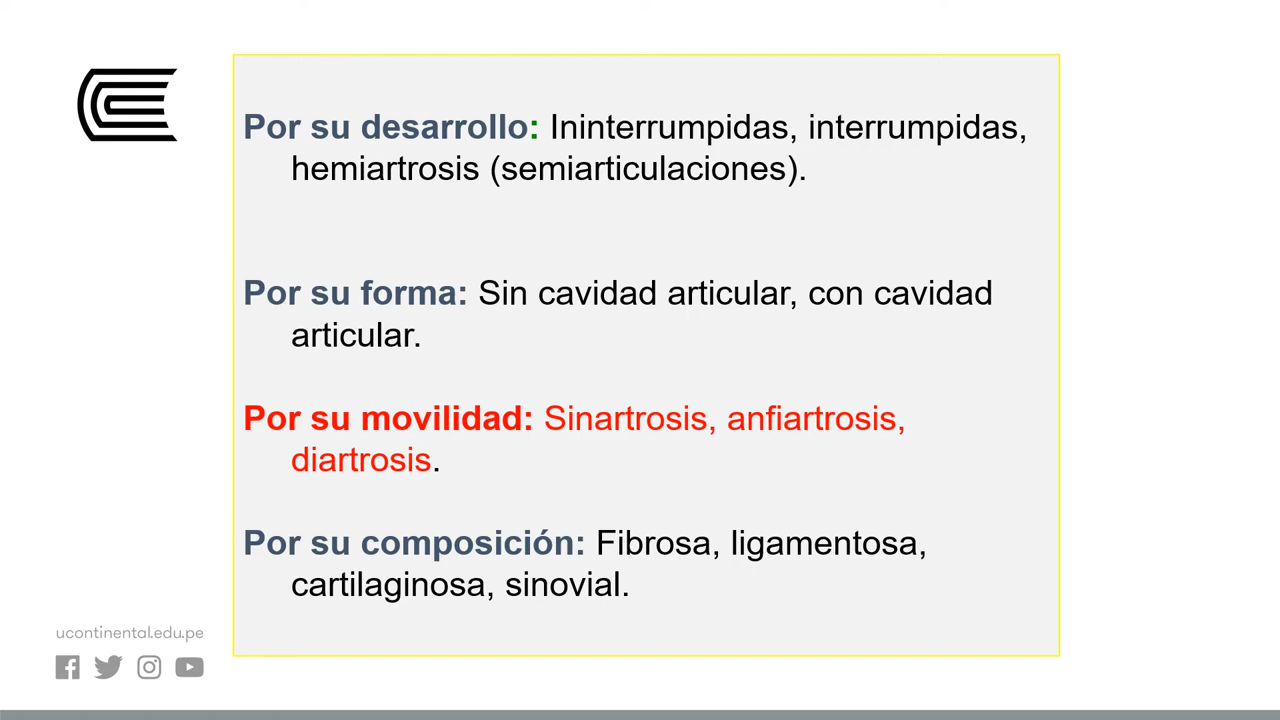 Por su desarrollo: Ininterrumpidas, interrumpidas,
hemiartrosis (semiarticulaciones).
Por su forma: Sin cavidad articular, con cavidad
articular.
Por su movilidad: Sinartrosis, anfiartrosis,
diartrosis.
Por su composición: Fibrosa, ligamentosa,
cartilaginosa, sinovial.
ucontinental.edu.pe